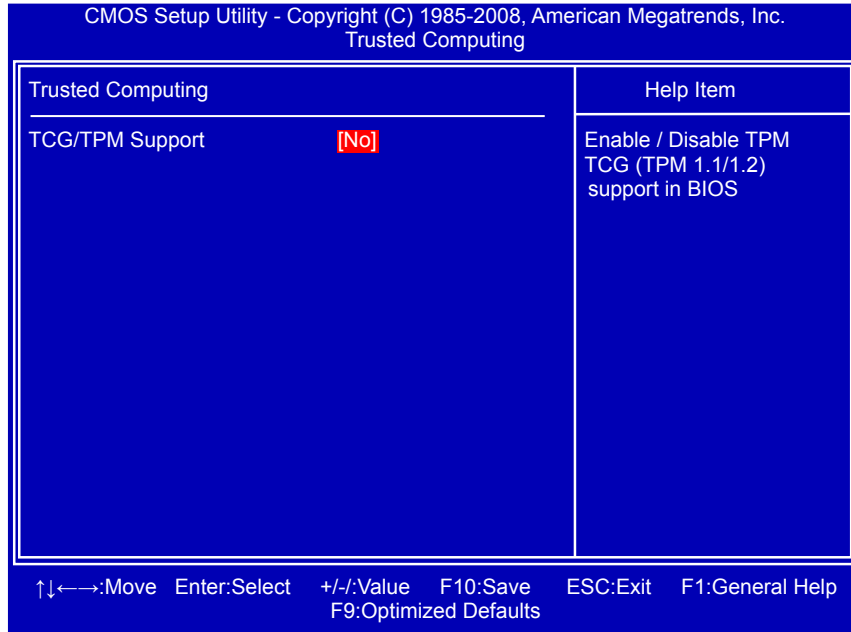 CMOS Setup Utility - Copyright (C) 1985-2008, American Megatrends, Inc.
Trusted Computing
Trusted Computing
Help Item
TCG/TPM Support [No]
Enable / Disable TPM
TCG (TPM 1.1/1.2)
support in BIOS
↑↓←→:Move Enter:Select +/-/:Value F10:Save ESC:Exit F1:General Help
F9:Optimized Defaults